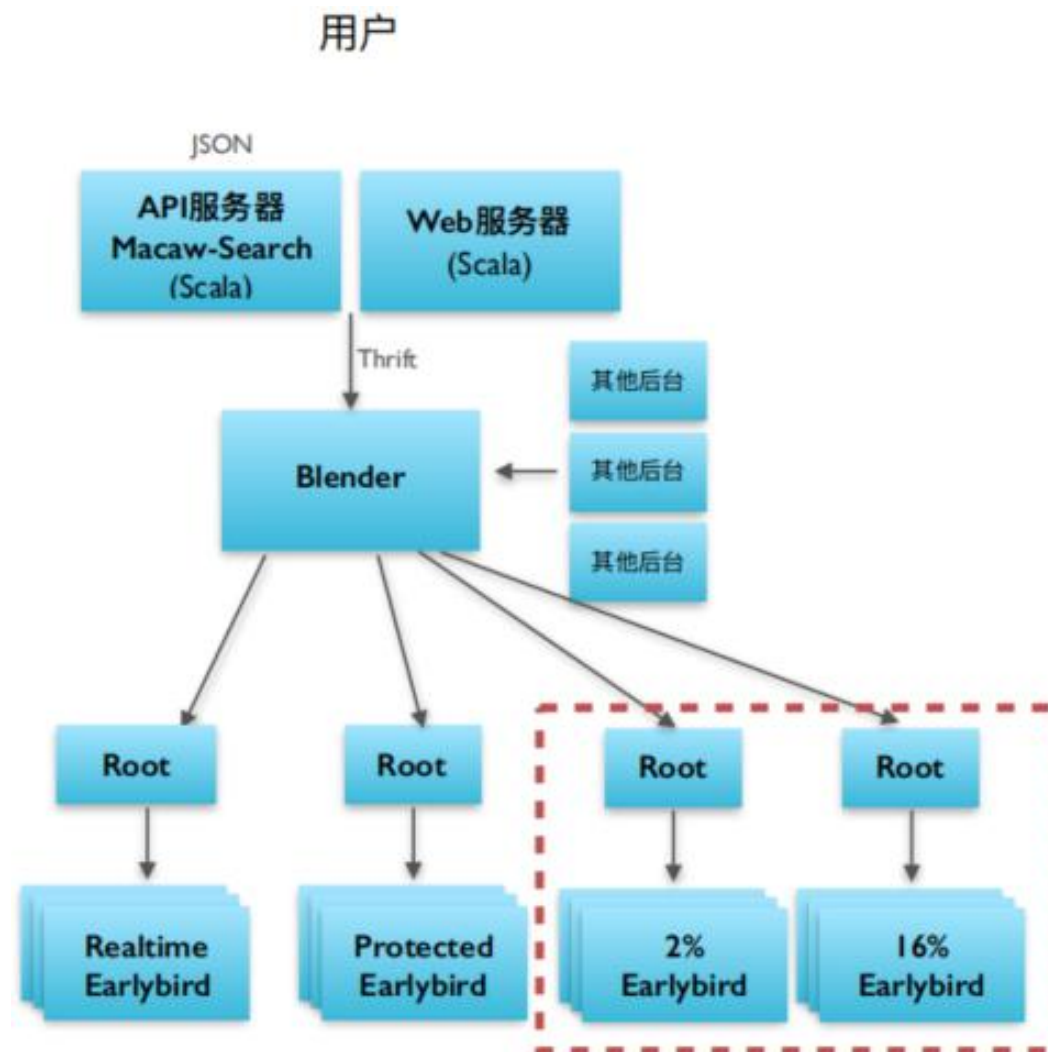 用户
JSON
API服务器
Macaw-Search
(Scala)
Web服务器
(Scala)
Thrift
其他后台
Blender
其他后台
其他后台
Root
Root
Root
Root
Realtime
Earlybird
Protected
Earlybird
2%
Earlybird
16%
Earlybird